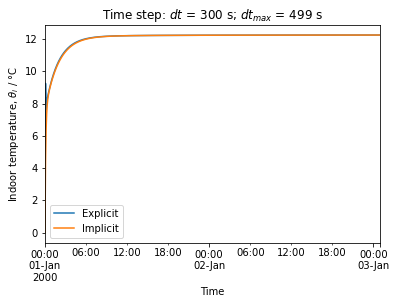 Time step: dt = 300 s; dt_max = 499 s
Indoor temperature, θ_i / °C
12
10
8
6
4
2
0
Explicit
Implicit
00:00 06:00 12:00 18:00 00:00 06:00 12:00 18:00 00:00
01-Jan 02-Jan 03-Jan
2000
Time